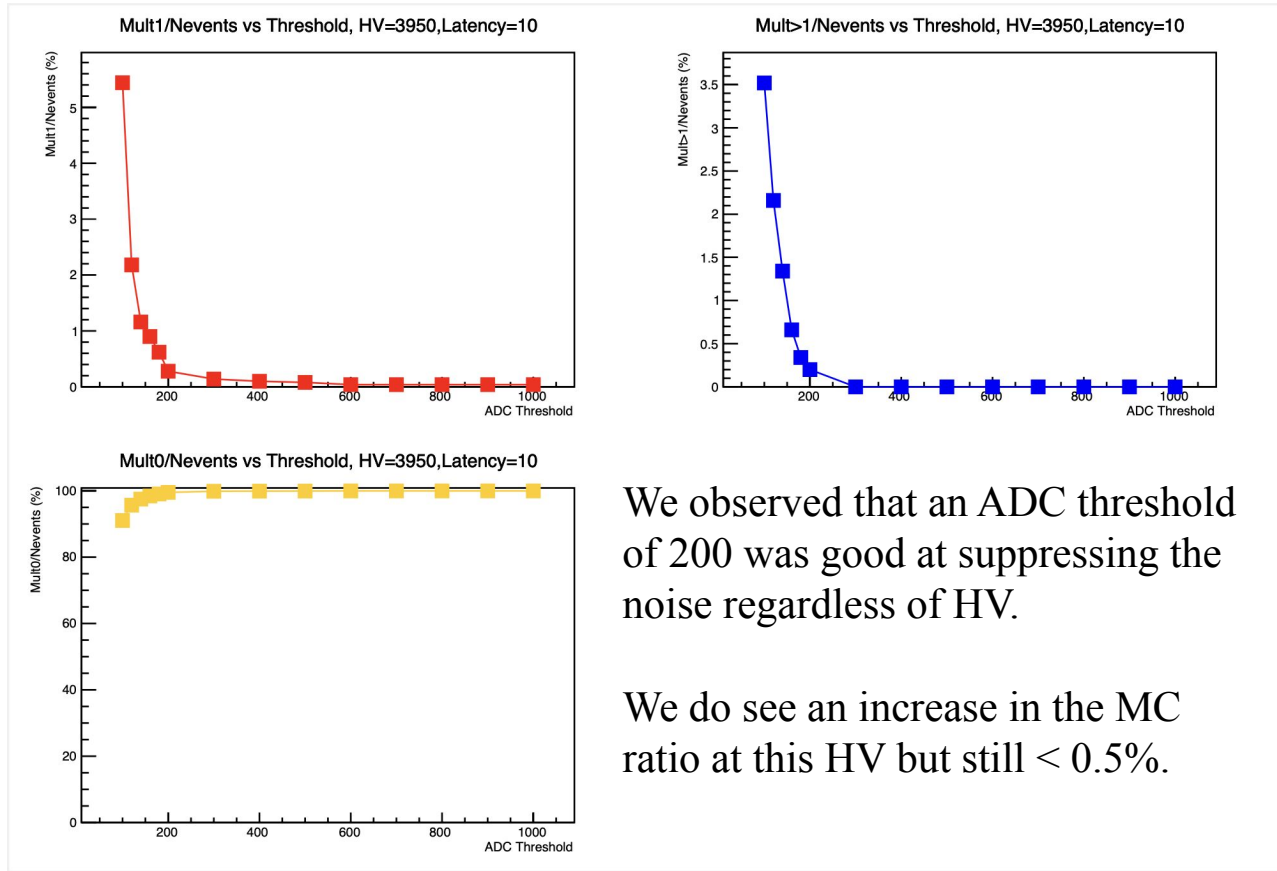 Mult1/Nevents vs Threshold, HV=3950,Latency=10
Mult1/Nevents (%)
5
4
3
2
1
0
200 400 600 800 1000
ADC Threshold
Mult>1/Nevents vs Threshold, HV=3950,Latency=10
Mult>1/Nevents (%)
3.5
3
2.5
2
1.5
1
0.5
0
200 400 600 800 1000
ADC Threshold
Mult0/Nevents vs Threshold, HV=3950,Latency=10
Mult0/Nevents (%)
100
80
60
40
20
0
200 400 600 800 1000
ADC Threshold
We observed that an ADC threshold
of 200 was good at suppressing the
noise regardless of HV.
We do see an increase in the MC
ratio at this HV but still < 0.5%.